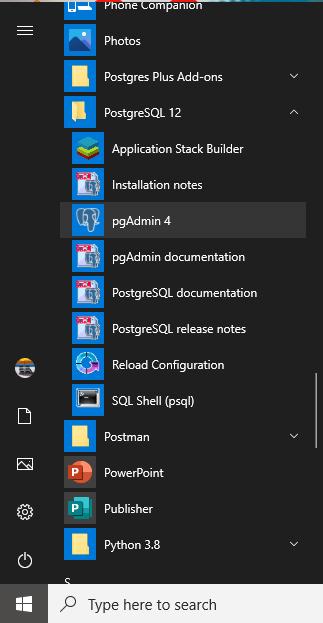 Phone Companion
Photos
Postgres Plus Add-ons
PostgreSQL 12
Application Stack Builder
Installation notes
pgAdmin 4
pgAdmin documentation
PostgreSQL documentation
PostgreSQL release notes
Reload Configuration
SQL Shell (psql)
Postman
PowerPoint
Publisher
Python 3.8
S
Type here to search